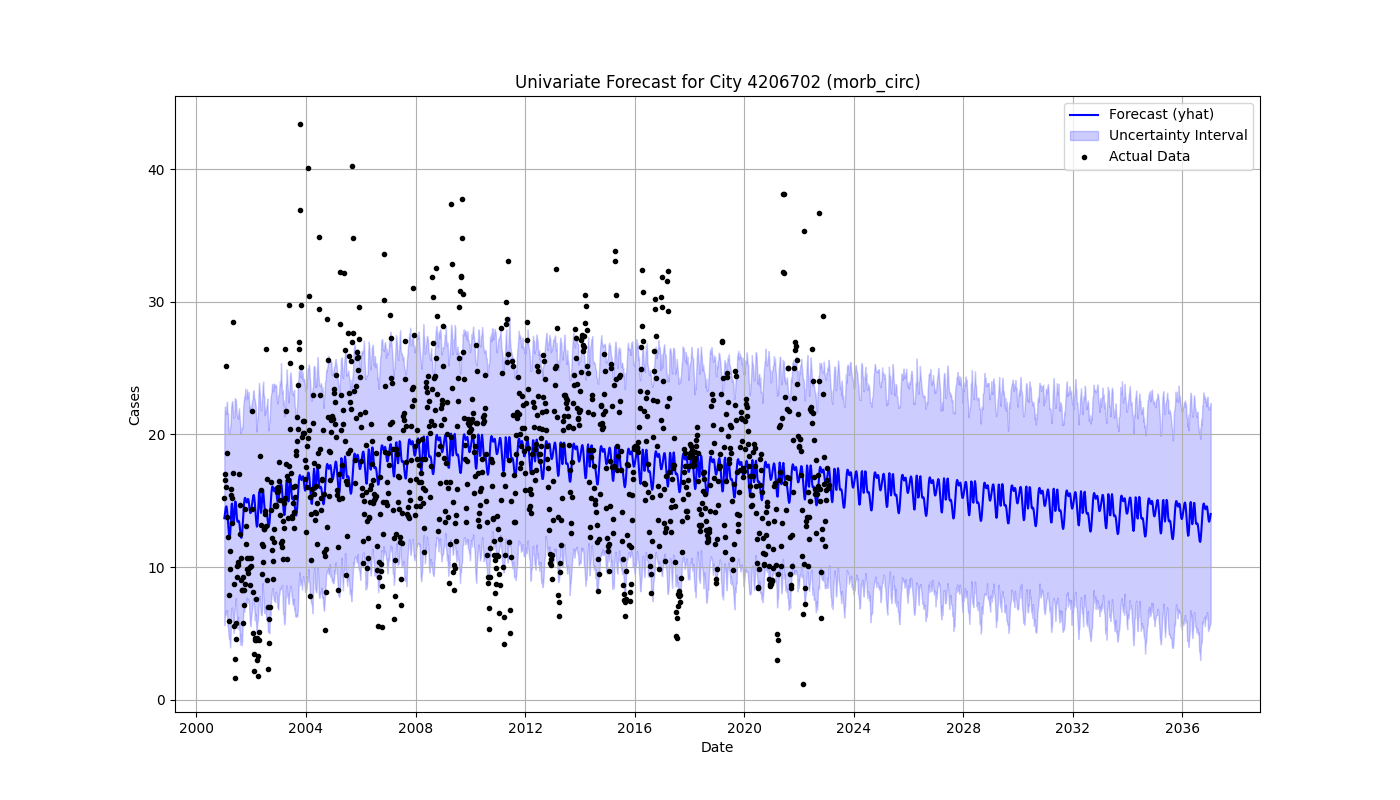 Univariate Forecast for City 4206702 (morb_circ)
Forecast (yhat)
Uncertainty Interval
Actual Data
Cases
40
30
20
10
0
2000 2004 2008 2012 2016 2020 2024 2028 2032 2036
Date